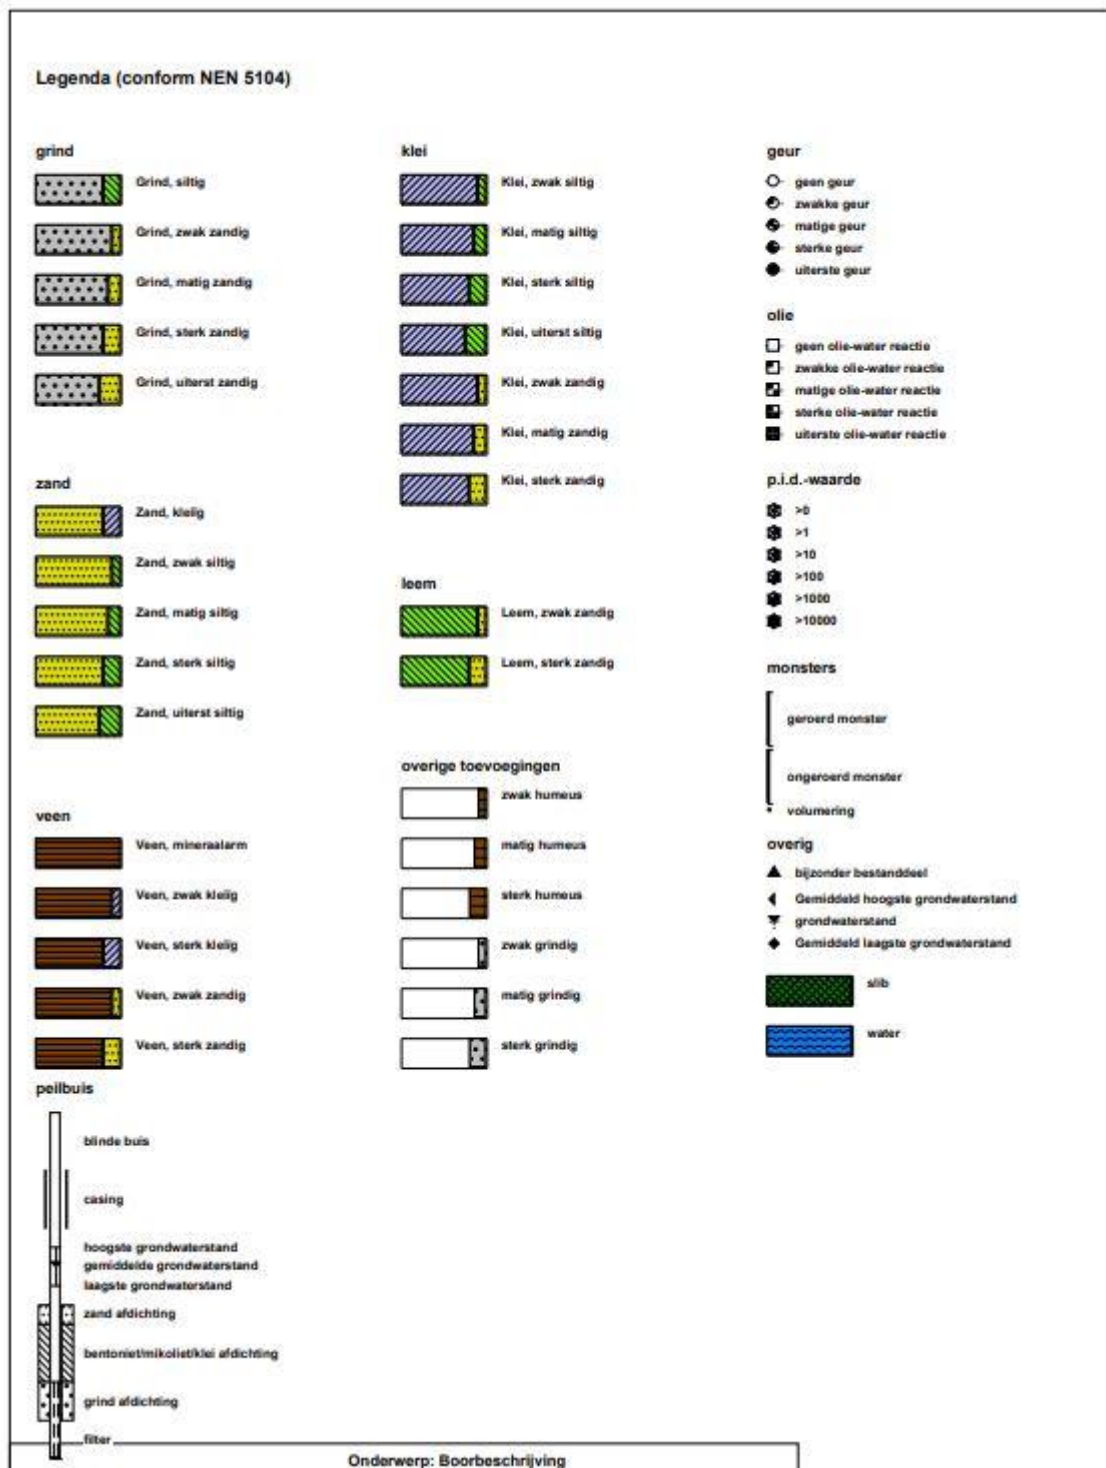 Legenda (conform NEN 5104)
grind
Grind, siltig
Grind, zwak zandig
Grind, matig zandig
Grind, sterk zandig
Grind, uiterst zandig
zand
Zand, kleiig
Zand, zwak siltig
Zand, matig siltig
Zand, sterk siltig
Zand, uiterst siltig
veen
Veen, mineraalarm
Veen, zwak kleiig
Veen, sterk kleiig
Veen, zwak zandig
Veen, sterk zandig
peilbuis
blinde buis
casing
hoogste grondwaterstand
gemiddelde grondwaterstand
laagste grondwaterstand
zand afdichting
bentoniet/mikoliet/klei afdichting
grind afdichting
filter
klei
Klei, zwak siltig
Klei, matig siltig
Klei, sterk siltig
Klei, uiterst siltig
Klei, zwak zandig
Klei, matig zandig
Klei, sterk zandig
leem
Leem, zwak zandig
Leem, sterk zandig
overige toevoegingen
zwak humeus
matig humeus
sterk humeus
zwak grindig
matig grindig
sterk grindig
geur
geen geur
zwakke geur
matige geur
sterke geur
uiterste geur
olie
geen olie-water reactie
zwakke olie-water reactie
matige olie-water reactie
sterke olie-water reactie
uiterste olie-water reactie
p.i.d.-waarde
>0
>1
>10
>100
>1000
>10000
monsters
geroerd monster
ongeroerd monster
volumering
overig
bijzonder bestanddeel
Gemiddeld hoogste grondwaterstand
grondwaterstand
Gemiddeld laagste grondwaterstand
slib
water
Onderwerp: Boorbeschrijving